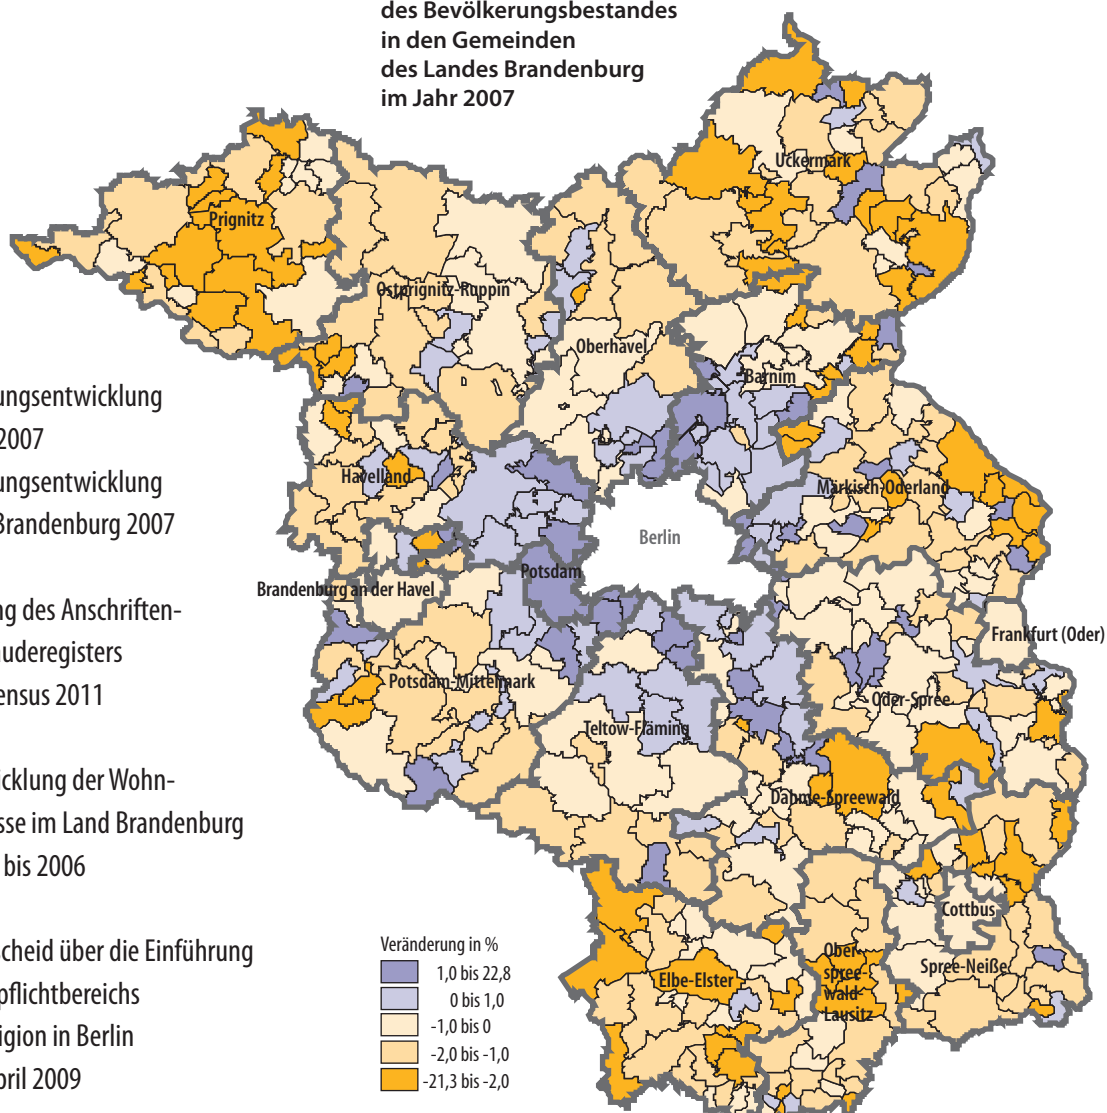 des Bevölkerungsbestandes
in den Gemeinden
des Landes Brandenburg
im Jahr 2007
ungsentwicklung
2007
ungsentwicklung
Brandenburg 2007
ng des Anschriften-
äuderegisters
ensus 2011
icklung der Wohn-
sse im Land Brandenburg
bis 2006
scheid über die Einführung
pflichtbereichs
igion in Berlin
pril 2009
Uckermark
Prignitz
Ostprignitz-Ruppin
Oberhavel
Barnim
Havelland
Märkisch-Oderland
Berlin
Potsdam
Brandenburg an der Havel
Frankfurt (Oder)
Potsdam-Mittelmark
Oder-Spree
Teltow-Fläming
Dahme-Spreewald
Cottbus
Ober-
spree-
wald-
Lausitz
Spree-Neiße
Elbe-Elster
Veränderung in %
1,0 bis 22,8
0 bis 1,0
-1,0 bis 0
-2,0 bis -1,0
-21,3 bis -2,0